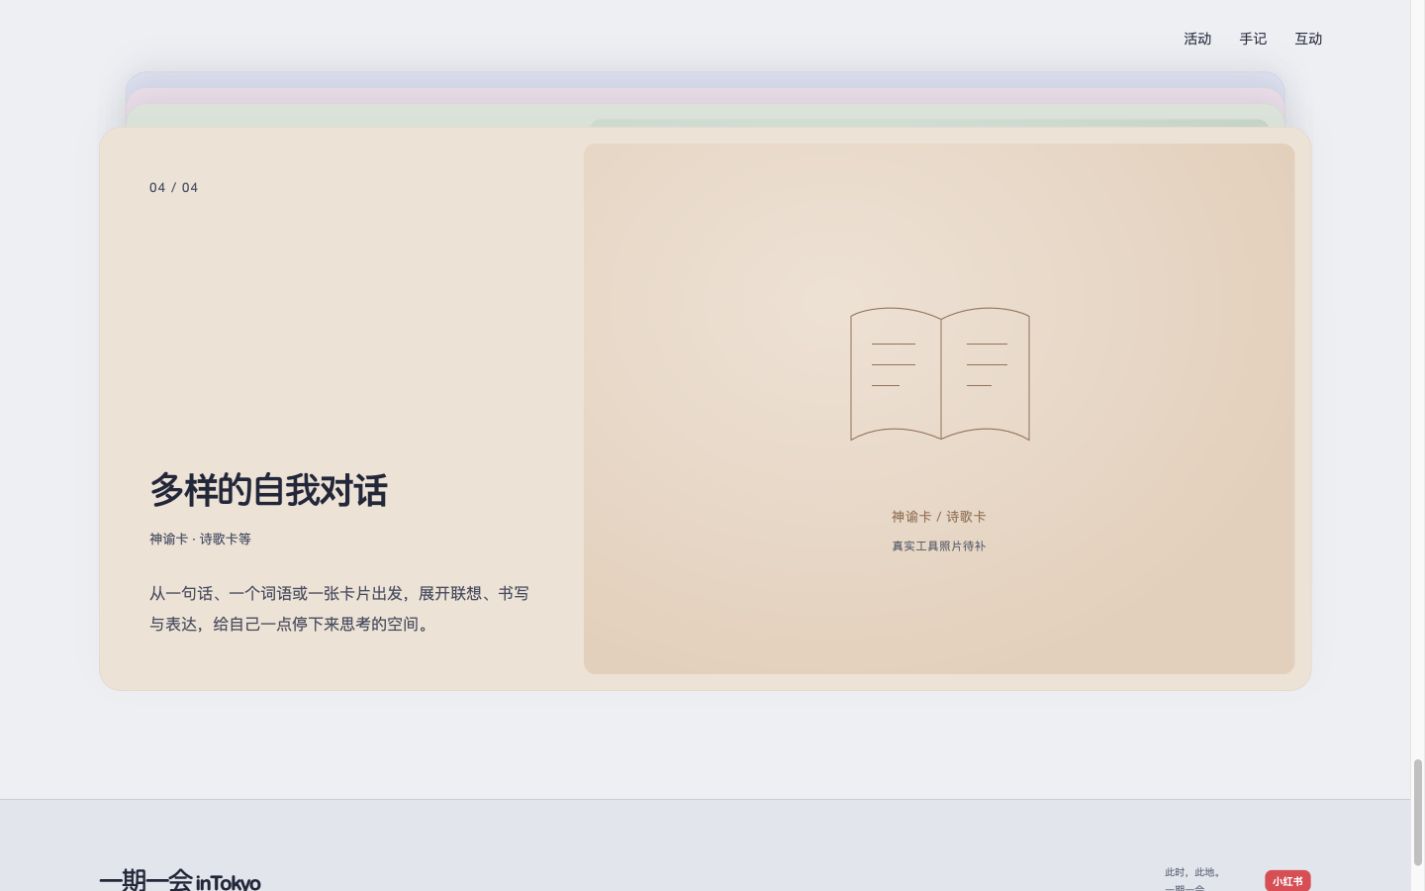 活动 手记 互动
04 / 04
多样的自我对话
神谕卡 · 诗歌卡等
从一句话、一个词语或一张卡片出发，展开联想、书写
与表达，给自己一点停下来思考的空间。
神谕卡 / 诗歌卡
真实工具照片待补
一期一会 inTokyo
此时，此地。
一期一会
小红书